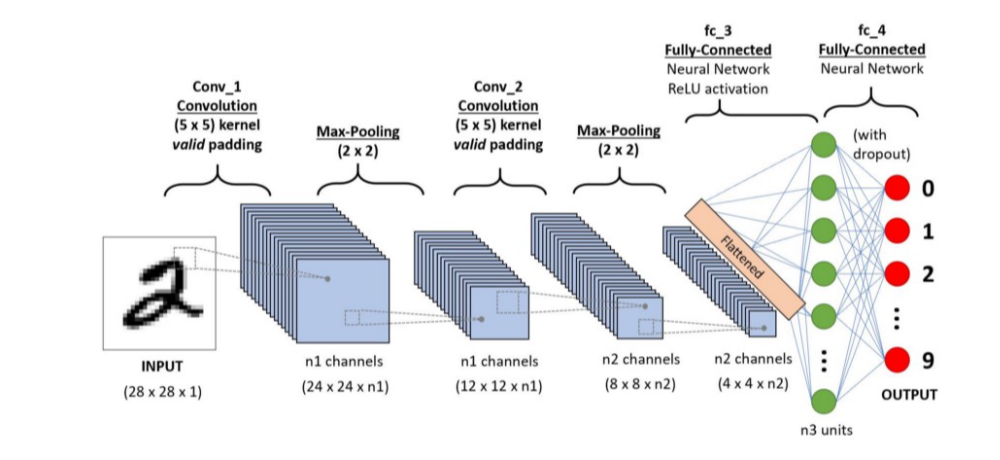 fc_3
Fully-Connected
Neural Network
ReLU activation
fc_4
Fully-Connected
Neural Network
Conv_1
Convolution
(5 x 5) kernel
valid padding
Max-Pooling
(2 x 2)
Conv_2
Convolution
(5 x 5) kernel
valid padding
Max-Pooling
(2 x 2)
(with
dropout)
2
INPUT
(28 x 28 x 1)
n1 channels
(24 x 24 x n1)
n1 channels
(12 x 12 x n1)
n2 channels
(8 x 8 x n2)
n2 channels
(4 x 4 x n2)
Flattened
n3 units
0
1
2
9
OUTPUT